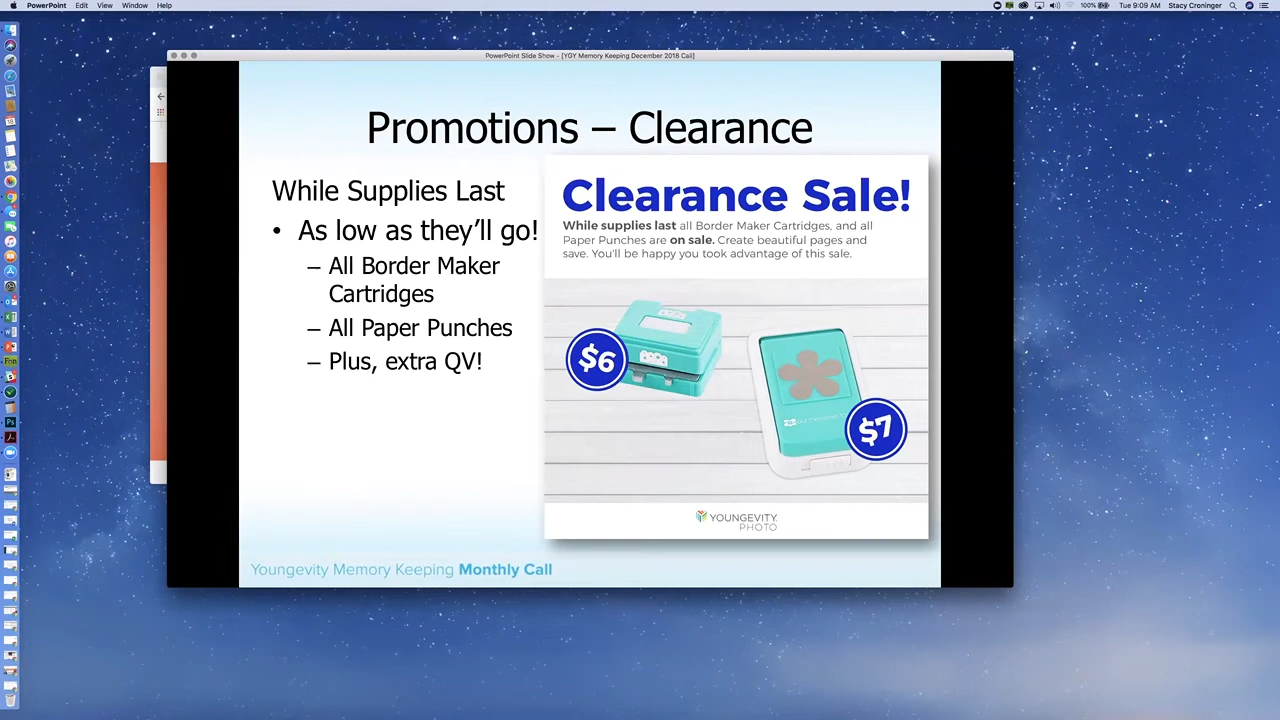 PowerPoint Edit View Window Help
100% Tue 9:09 AM Stacy Croninger
PowerPoint Slide Show - [YGY Memory Keeping December 2018 Call]
Promotions – Clearance
While Supplies Last
• As low as they’ll go!
– All Border Maker
Cartridges
– All Paper Punches
– Plus, extra QV!
Clearance Sale!
While supplies last all Border Maker Cartridges, and all
Paper Punches are on sale. Create beautiful pages and
save. You'll be happy you took advantage of this sale.
$6
$7
YOUNGEVITY
PHOTO
Youngevity Memory Keeping Monthly Call